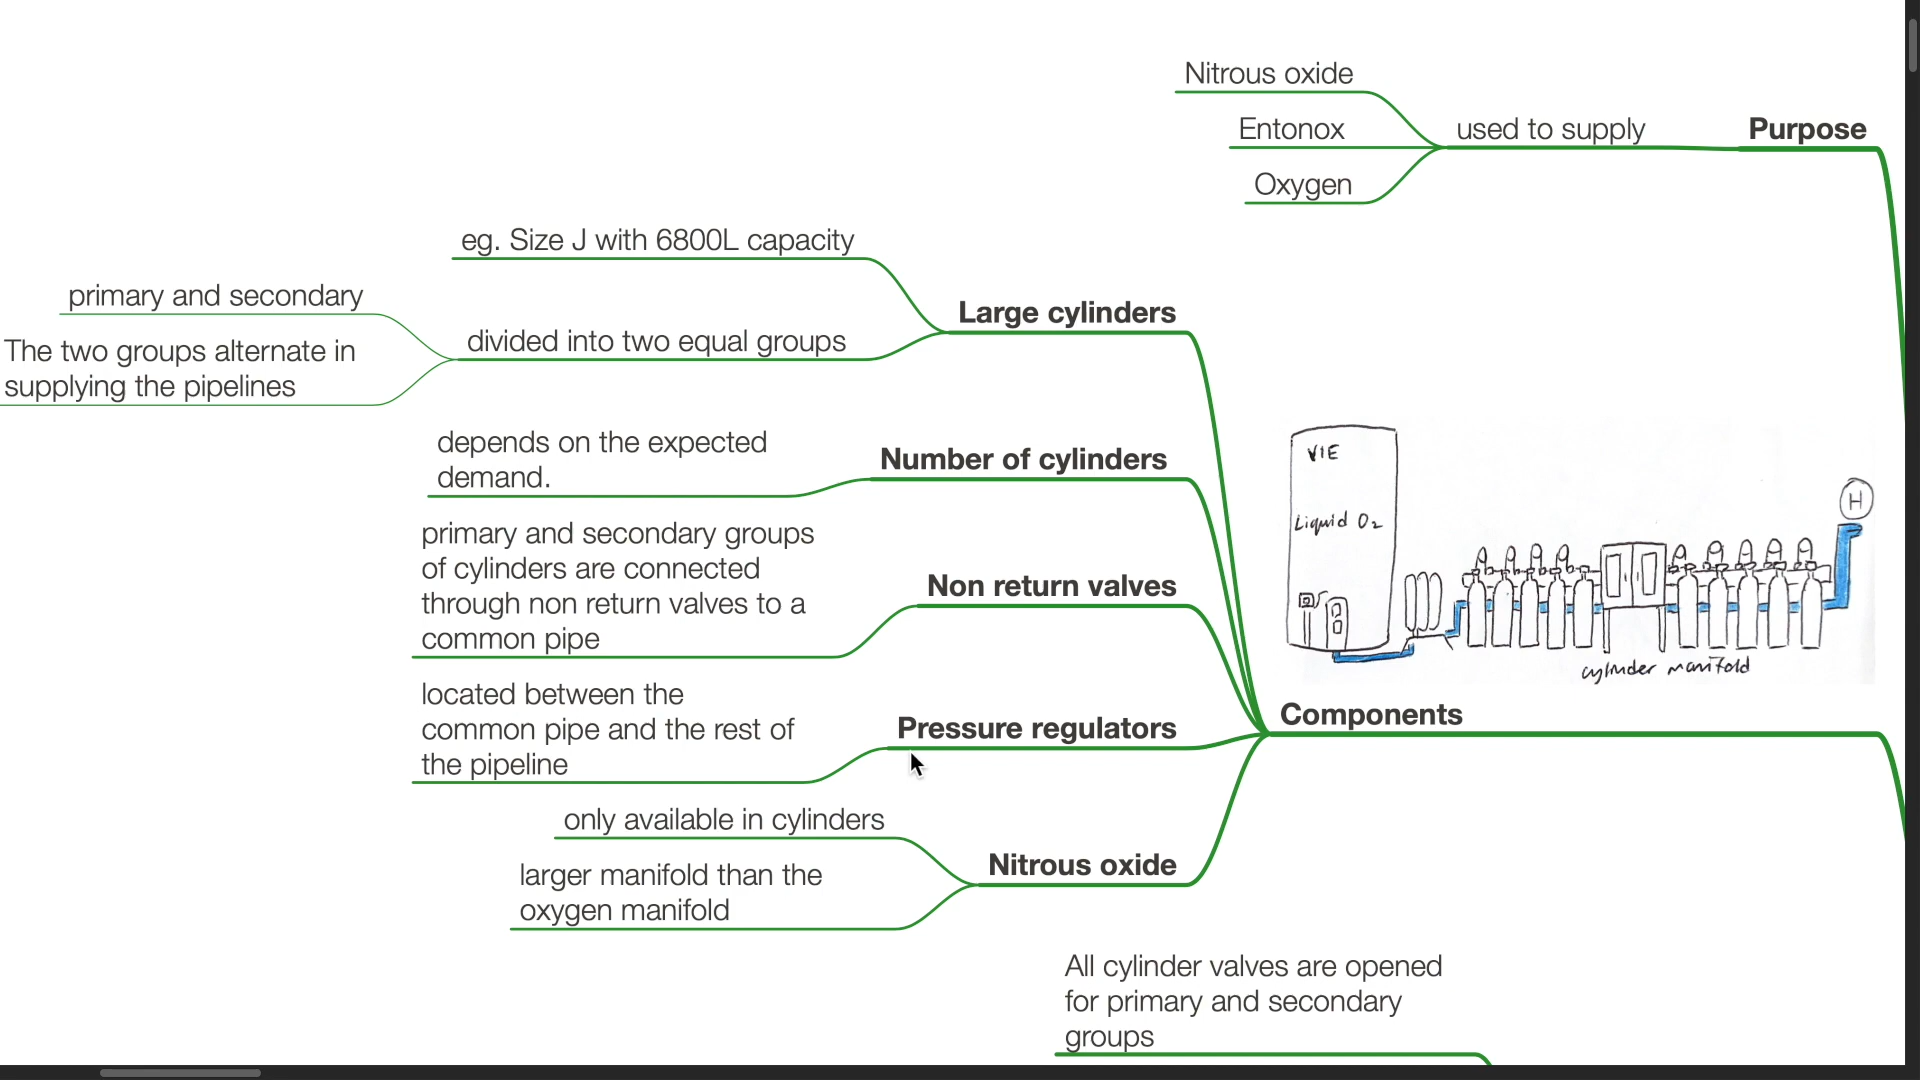 Nitrous oxide
Entonox
Oxygen
used to supply
Purpose
eg. Size J with 6800L capacity
primary and secondary
The two groups alternate in
supplying the pipelines
divided into two equal groups
Large cylinders
depends on the expected
demand.
Number of cylinders
primary and secondary groups
of cylinders are connected
through non return valves to a
common pipe
Non return valves
located between the
common pipe and the rest of
the pipeline
Pressure regulators
only available in cylinders
larger manifold than the
oxygen manifold
Nitrous oxide
VIE
Liquid O₂
H
cylinder manifold
Components
All cylinder valves are opened
for primary and secondary
groups